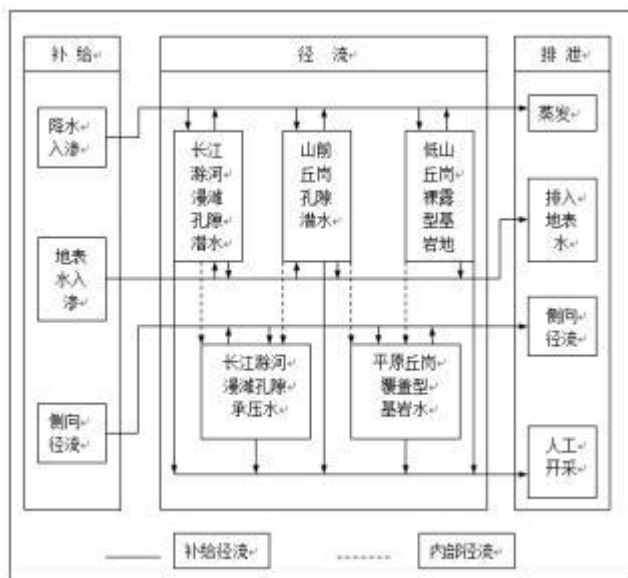 补 给
径 流
排 泄
降水
入渗
蒸发
长江
滁河
漫滩
孔隙
潜水
山前
丘岗
孔隙
潜水
低山
丘岗
裸露
型基
岩地
排入
地表
水
地表
水入
渗
侧向
径流
长江滁河
漫滩孔隙
承压水
平原丘岗
覆盖型
基岩水
侧向
径流
人工
开采
补给径流
内部径流